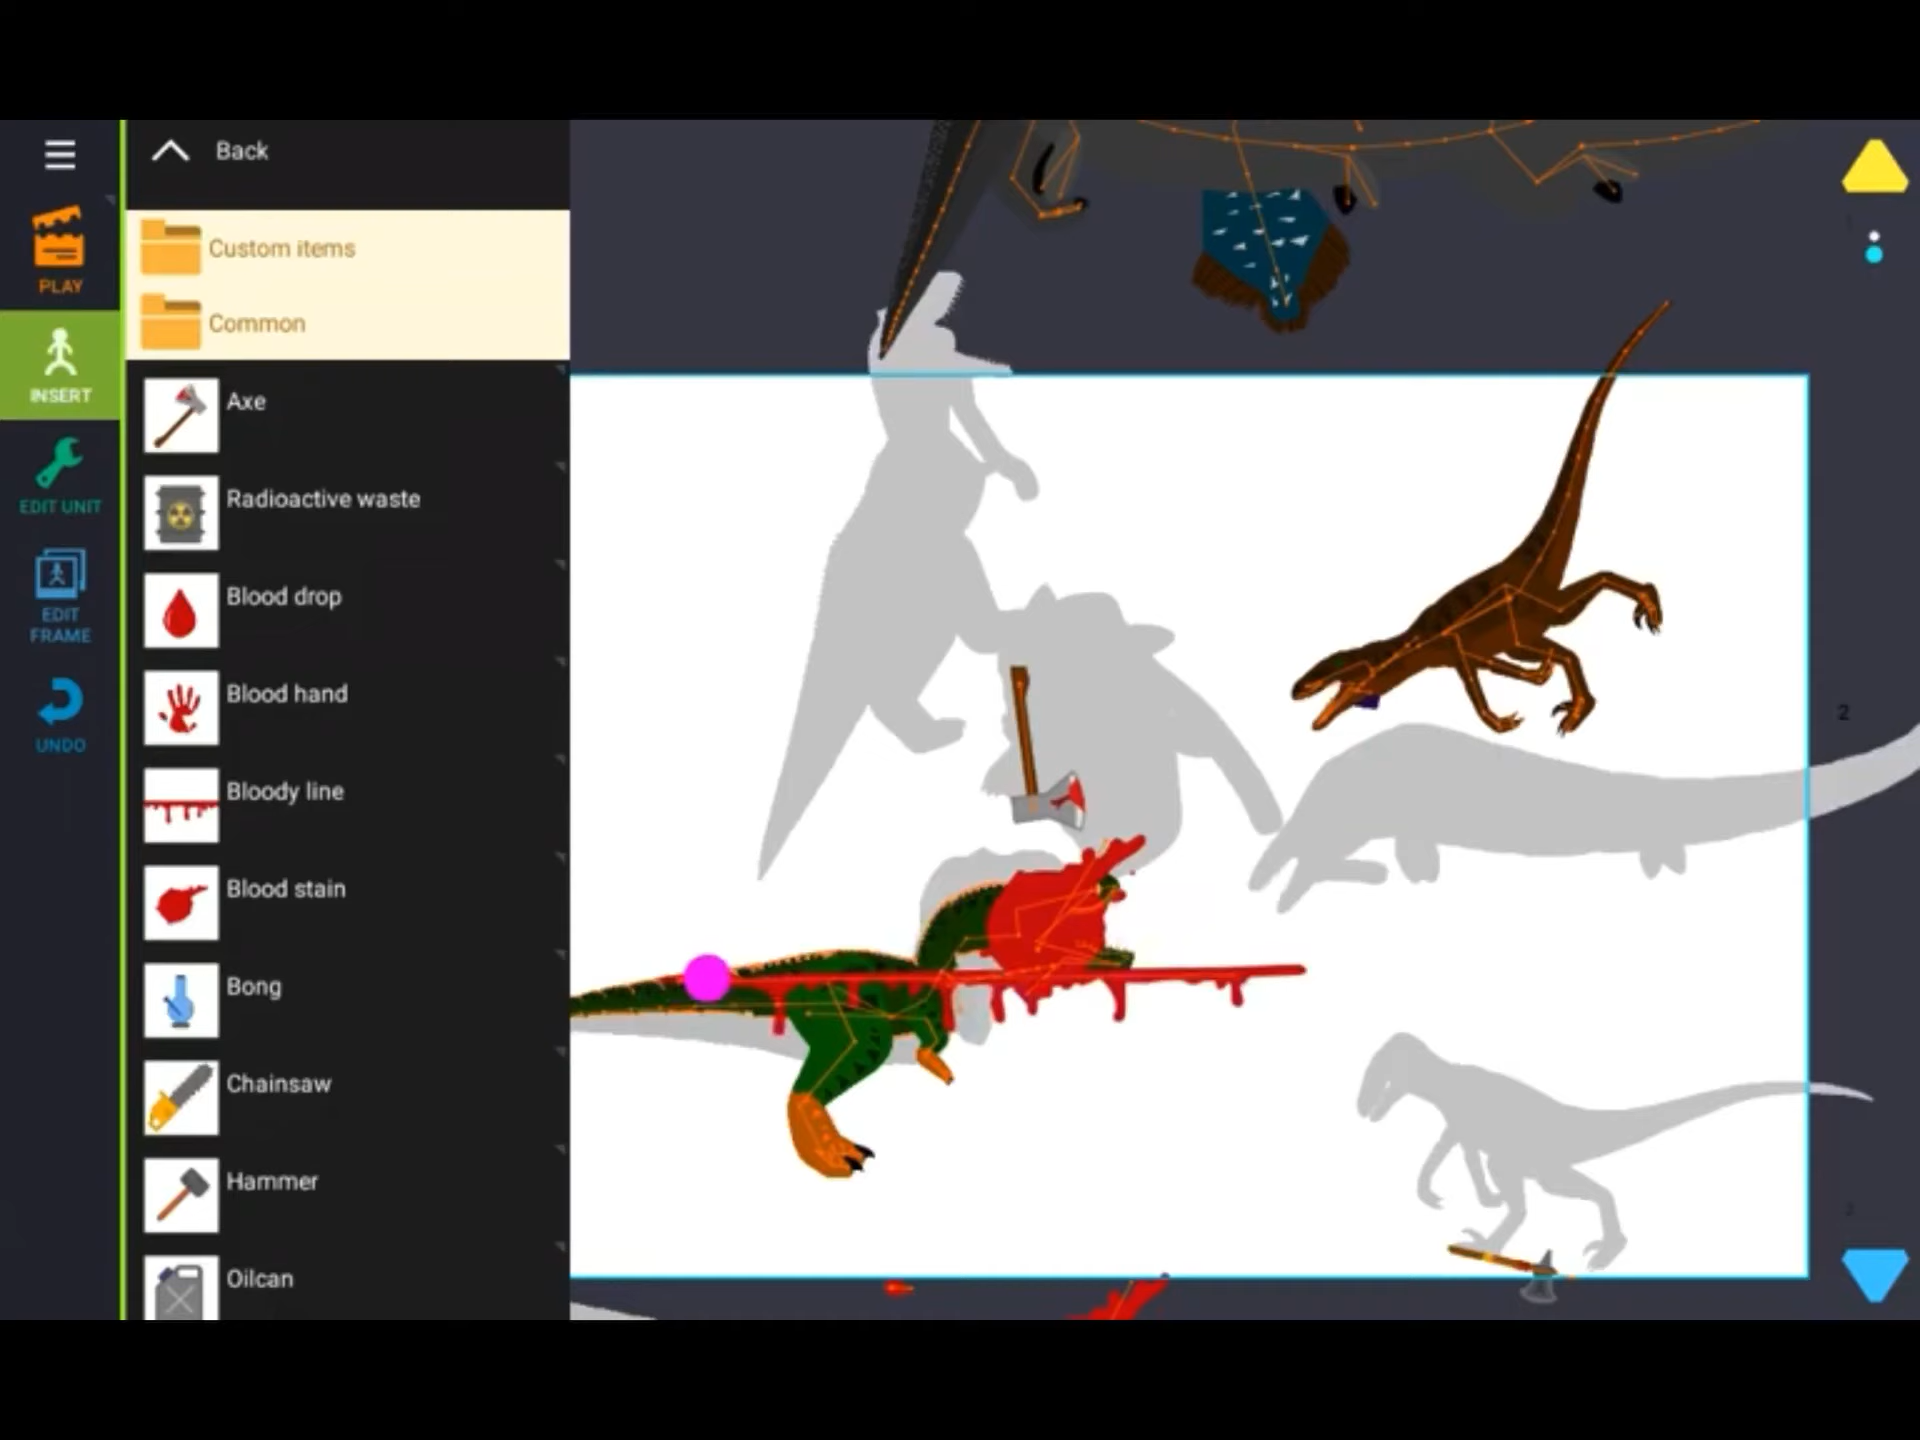 Back
PLAY
INSERT
EDIT UNIT
EDIT
FRAME
UNDO
Custom items
Common
Axe
Radioactive waste
Blood drop
Blood hand
Bloody line
Blood stain
Bong
Chainsaw
Hammer
Oilcan
2